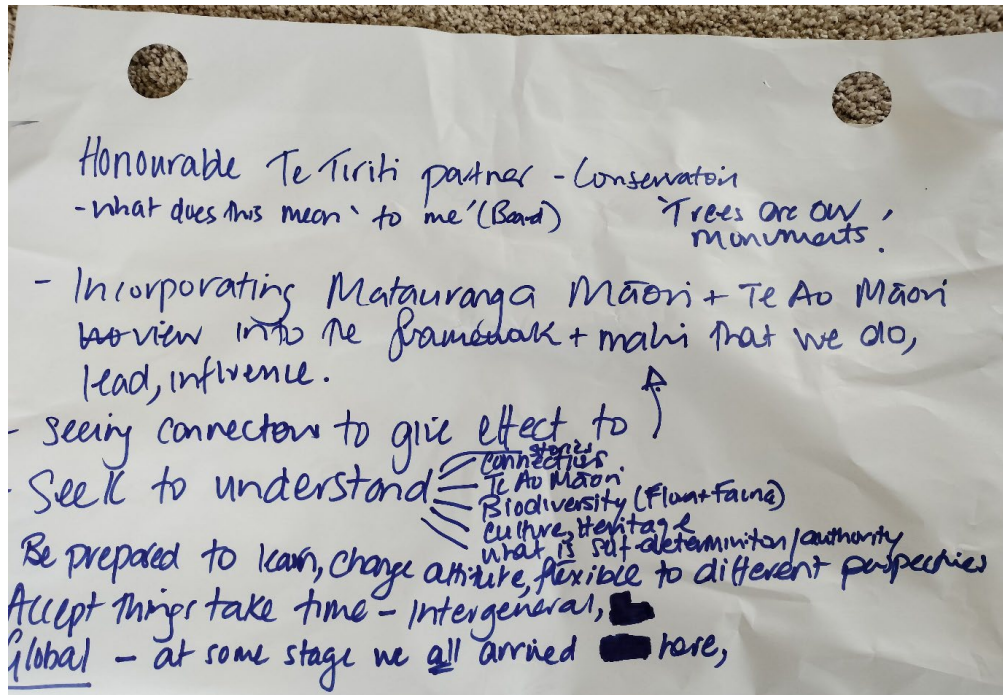 Honourable Te Tiriti partner - Conservation
- what does this mean 'to me' (Board)
'Trees are our
monuments.'
- Incorporating Matauranga Māori + Te Ao Māori
view into the framework + mahi that we do,
lead, influence.
- seeing connections to give effect to
- Seek to understand
stories
connectives
Te Ao Māori
Biodiversity (Flora + Fauna)
Culture, Heritage
what is self-determination/authority
Be prepared to learn, change attitute, flexible to different perspectives
Accept things take time - Intergeneral,
Global - at some stage we all arrived here,